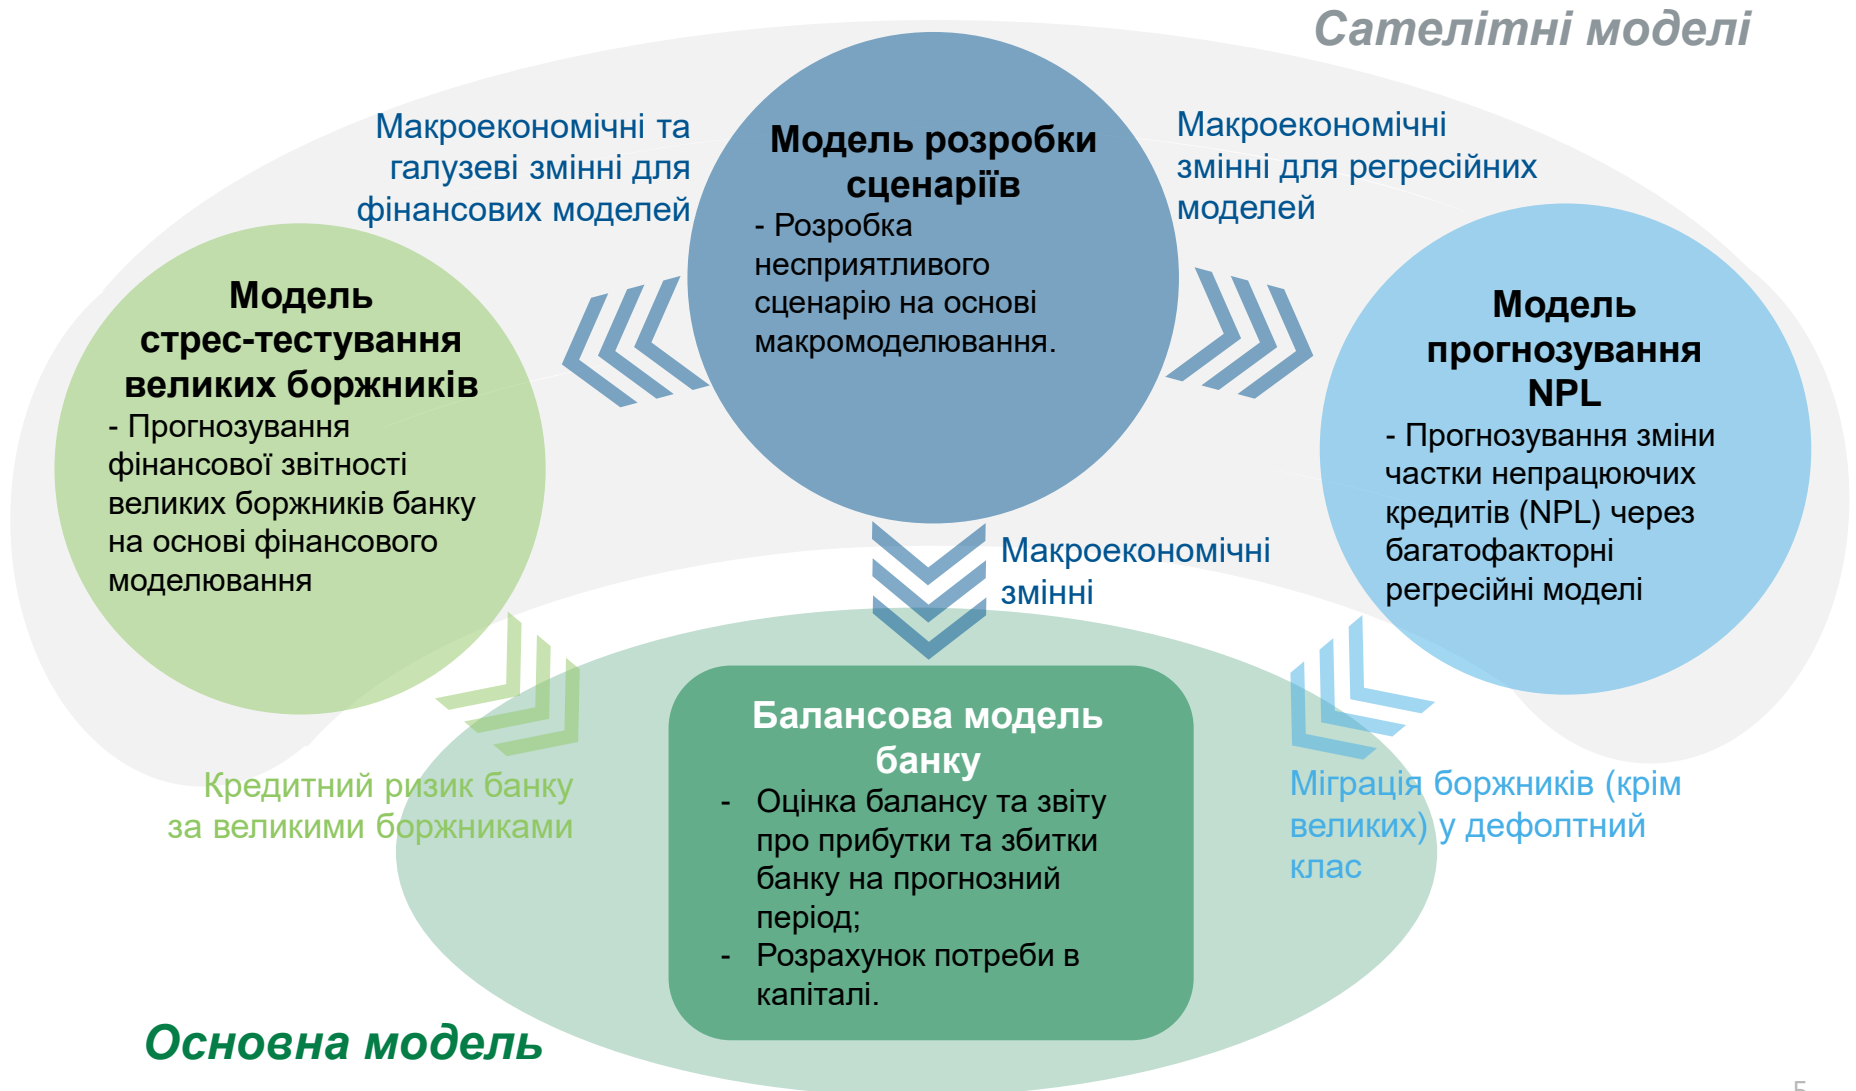 Сателітні моделі
Макроекономічні та
галузеві змінні для
фінансових моделей
Модель розробки
сценаріїв
- Розробка
несприятливого
сценарію на основі
макромоделювання.
Макроекономічні
змінні для регресійних
моделей
Модель
стрес-тестування
великих боржників
- Прогнозування
фінансової звітності
великих боржників банку
на основі фінансового
моделювання
Модель
прогнозування
NPL
- Прогнозування зміни
частки непрацюючих
кредитів (NPL) через
багатофакторні
регресійні моделі
Макроекономічні
змінні
Кредитний ризик банку
за великими боржниками
Балансова модель
банку
- Оцінка балансу та звіту
про прибутки та збитки
банку на прогнозний
період;
- Розрахунок потреби в
капіталі.
Міграція боржників (крім
великих) у дефолтний
клас
Основна модель
5